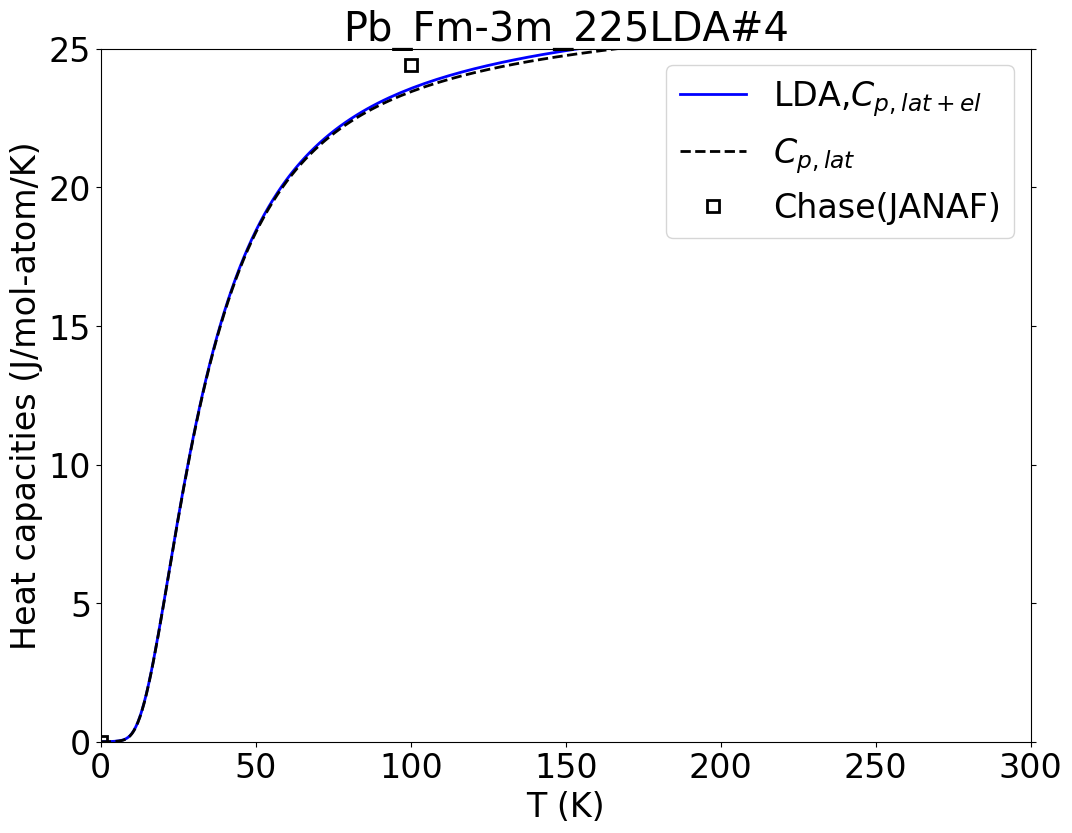 Pb_Fm-3m_225LDA#4
25
20
15
10
5
0
Heat capacities (J/mol-atom/K)
LDA,Cp, lat + el
Cp, lat
Chase(JANAF)
0 50 100 150 200 250 300
T (K)